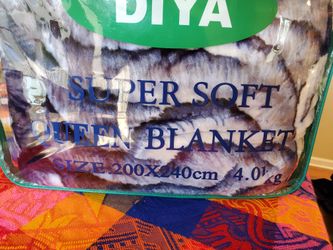 DIYA
SUPER SOFT
QUEEN BLANKET
SIZE:200X240cm 4.0kg